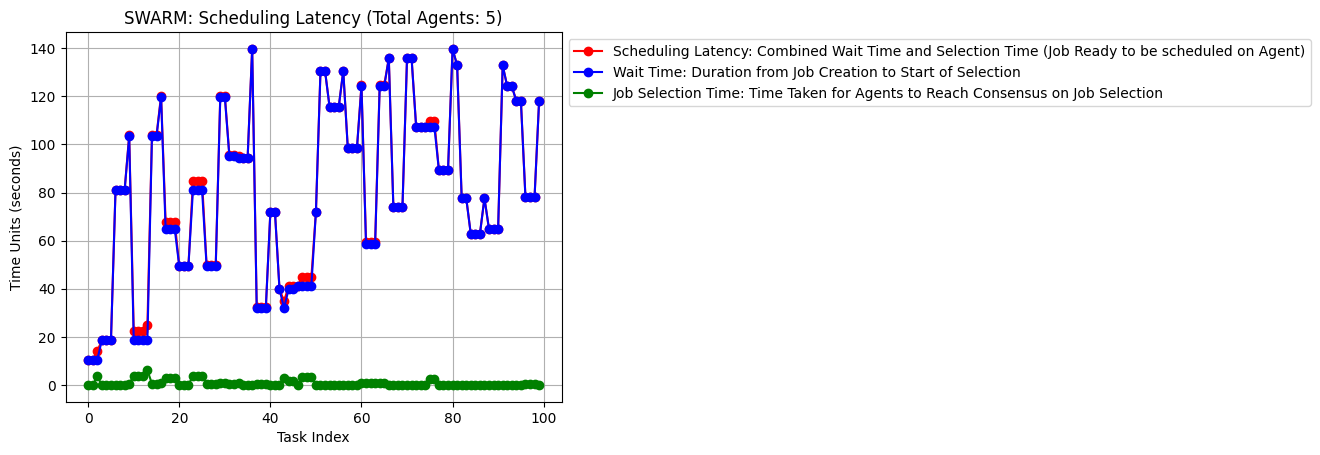 SWARM: Scheduling Latency (Total Agents: 5)
Scheduling Latency: Combined Wait Time and Selection Time (Job Ready to be scheduled on Agent)
Wait Time: Duration from Job Creation to Start of Selection
Job Selection Time: Time Taken for Agents to Reach Consensus on Job Selection
Time Units (seconds)
140
120
100
80
60
40
20
0
0 20 40 60 80 100
Task Index